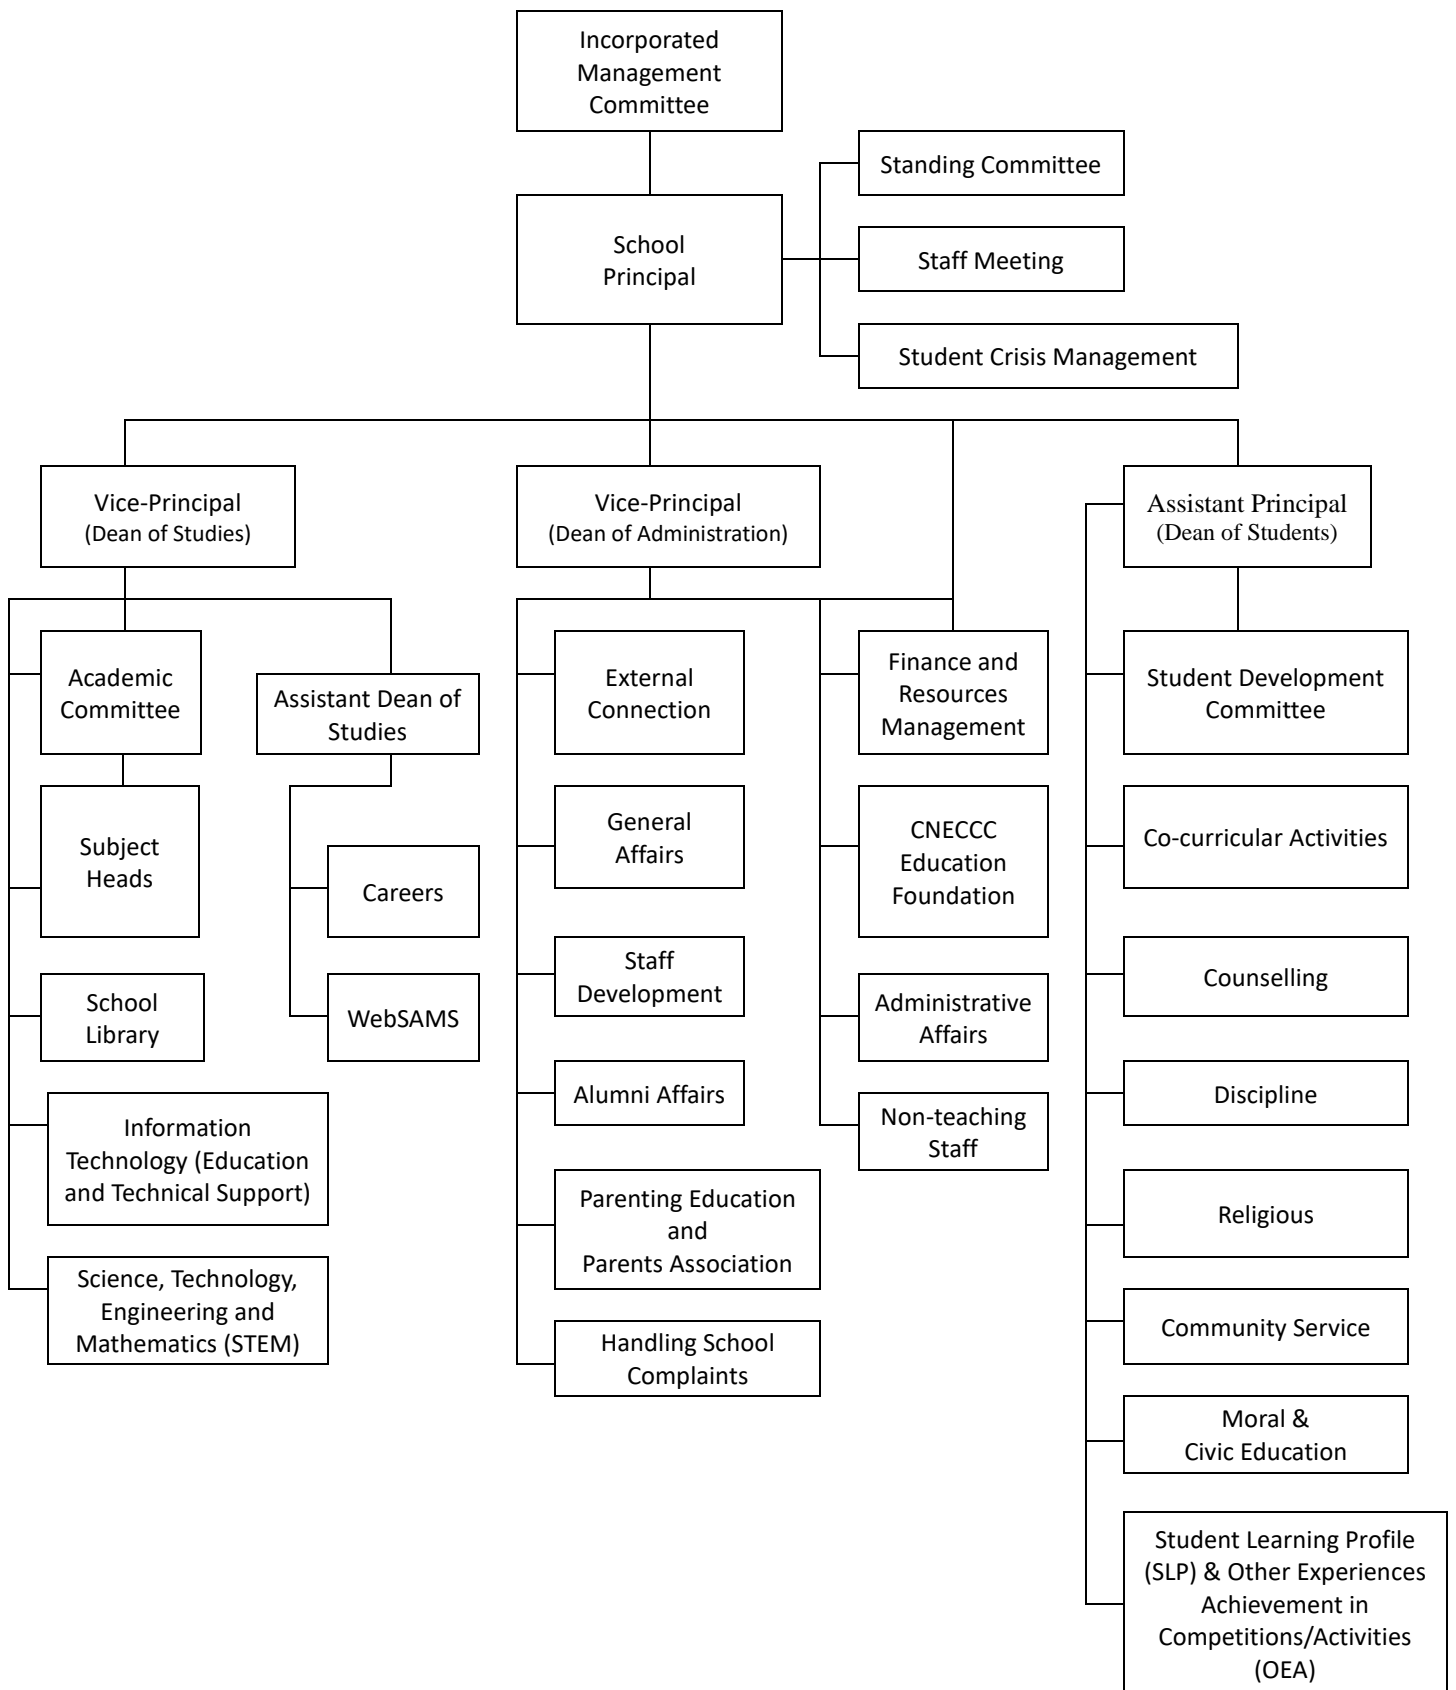 Incorporated
Management
Committee
School
Principal
Standing Committee
Staff Meeting
Student Crisis Management
Vice-Principal
(Dean of Studies)
Vice-Principal
(Dean of Administration)
Assistant Principal
(Dean of Students)
Academic
Committee
Subject
Heads
School
Library
Information
Technology (Education
and Technical Support)
Science, Technology,
Engineering and
Mathematics (STEM)
Assistant Dean of
Studies
Careers
WebSAMS
External
Connection
General
Affairs
Staff
Development
Alumni Affairs
Parenting Education
and
Parents Association
Handling School
Complaints
Finance and
Resources
Management
CNECCC
Education
Foundation
Administrative
Affairs
Non-teaching
Staff
Student Development
Committee
Co-curricular Activities
Counselling
Discipline
Religious
Community Service
Moral &
Civic Education
Student Learning Profile
(SLP) & Other Experiences
Achievement in
Competitions/Activities
(OEA)